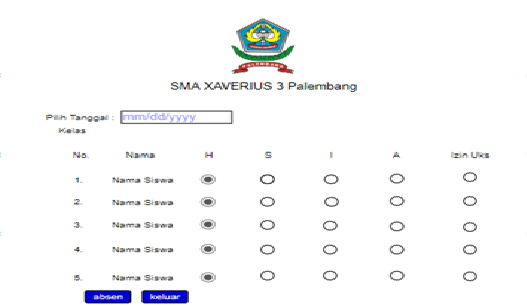 PALEMBANG
SMA XAVERIUS 3 Palembang
Pilih Tanggal : mm/dd/yyyy
Kelas
No. Nama H S I A Izin Uks
1. Nama Siswa
2. Nama Siswa
3. Nama Siswa
4. Nama Siswa
5. Nama Siswa
absen keluar